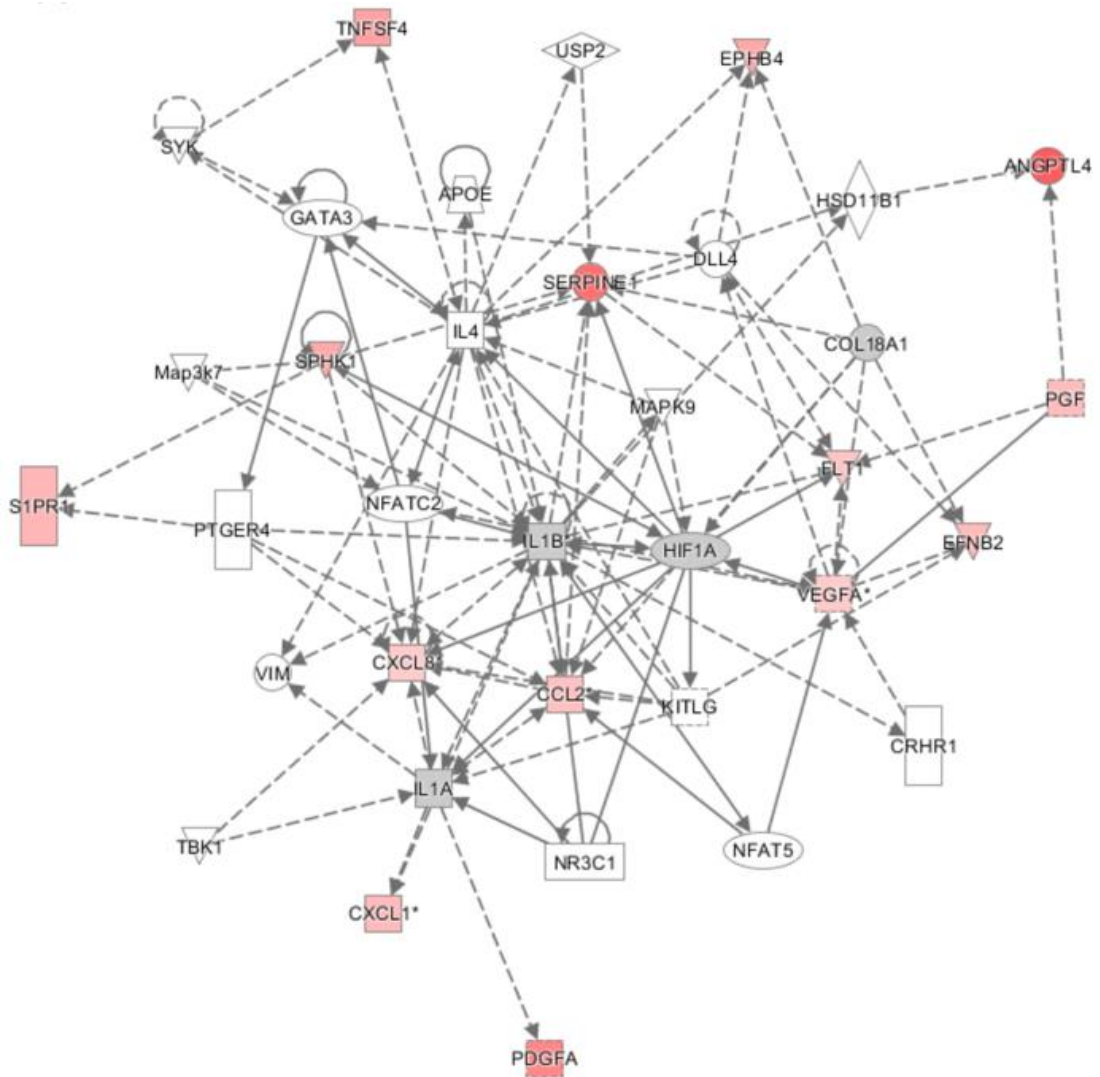 TNFSF4
USP2
EPHB4
SYK
APOE
ANGPTL4
HSD11B1
GATA3
DLL4
SERPINE1
IL4
COL18A1
SPHK1
Map3k7
MAPK9
PGF
FLT1
S1PR1
NFATC2
PTGER4
IL1B*
HIF1A
EFNB2
VEGFA*
CXCL8*
VIM
CCL2*
KITLG
CRHR1
IL1A
TBK1
NR3C1
NFAT5
CXCL1*
PDGFA